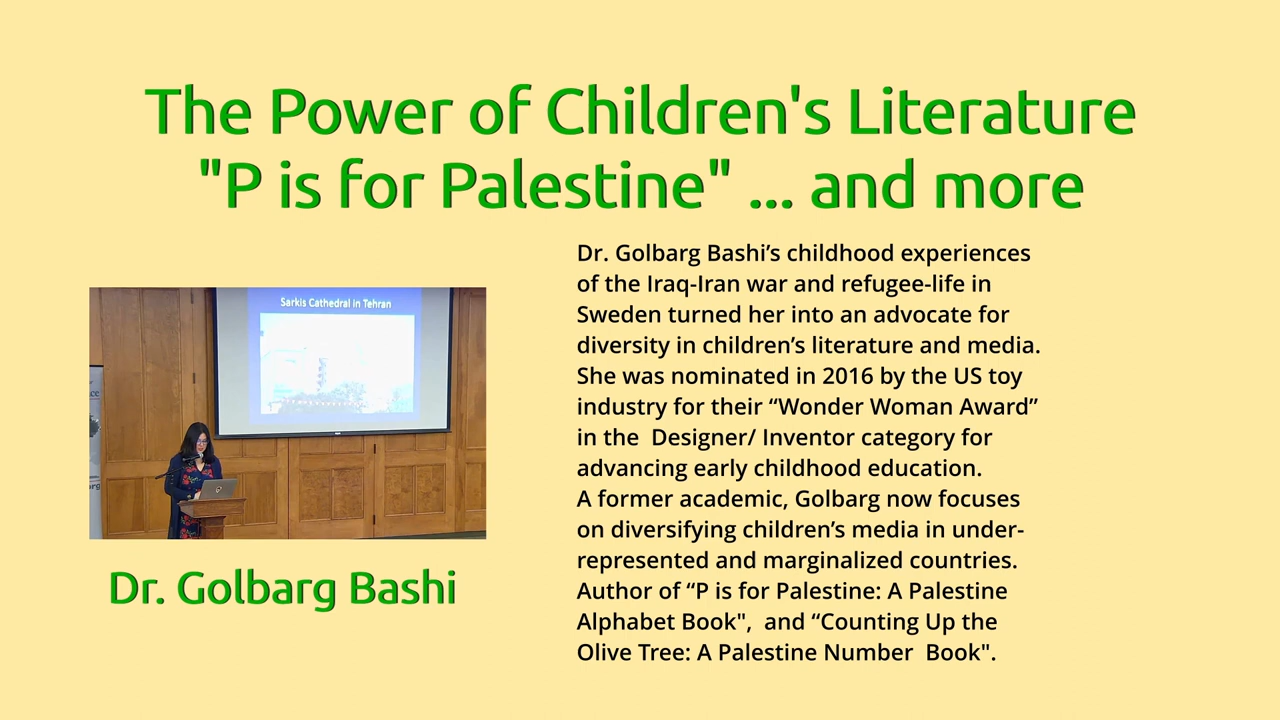 The Power of Children's Literature
"P is for Palestine" ... and more
Sarkis Cathedral in Tehran
Dr. Golbarg Bashi
Dr. Golbarg Bashi’s childhood experiences
of the Iraq-Iran war and refugee-life in
Sweden turned her into an advocate for
diversity in children’s literature and media.
She was nominated in 2016 by the US toy
industry for their “Wonder Woman Award”
in the  Designer/ Inventor category for
advancing early childhood education.
A former academic, Golbarg now focuses
on diversifying children’s media in under-
represented and marginalized countries.
Author of “P is for Palestine: A Palestine
Alphabet Book",  and “Counting Up the
Olive Tree: A Palestine Number  Book".